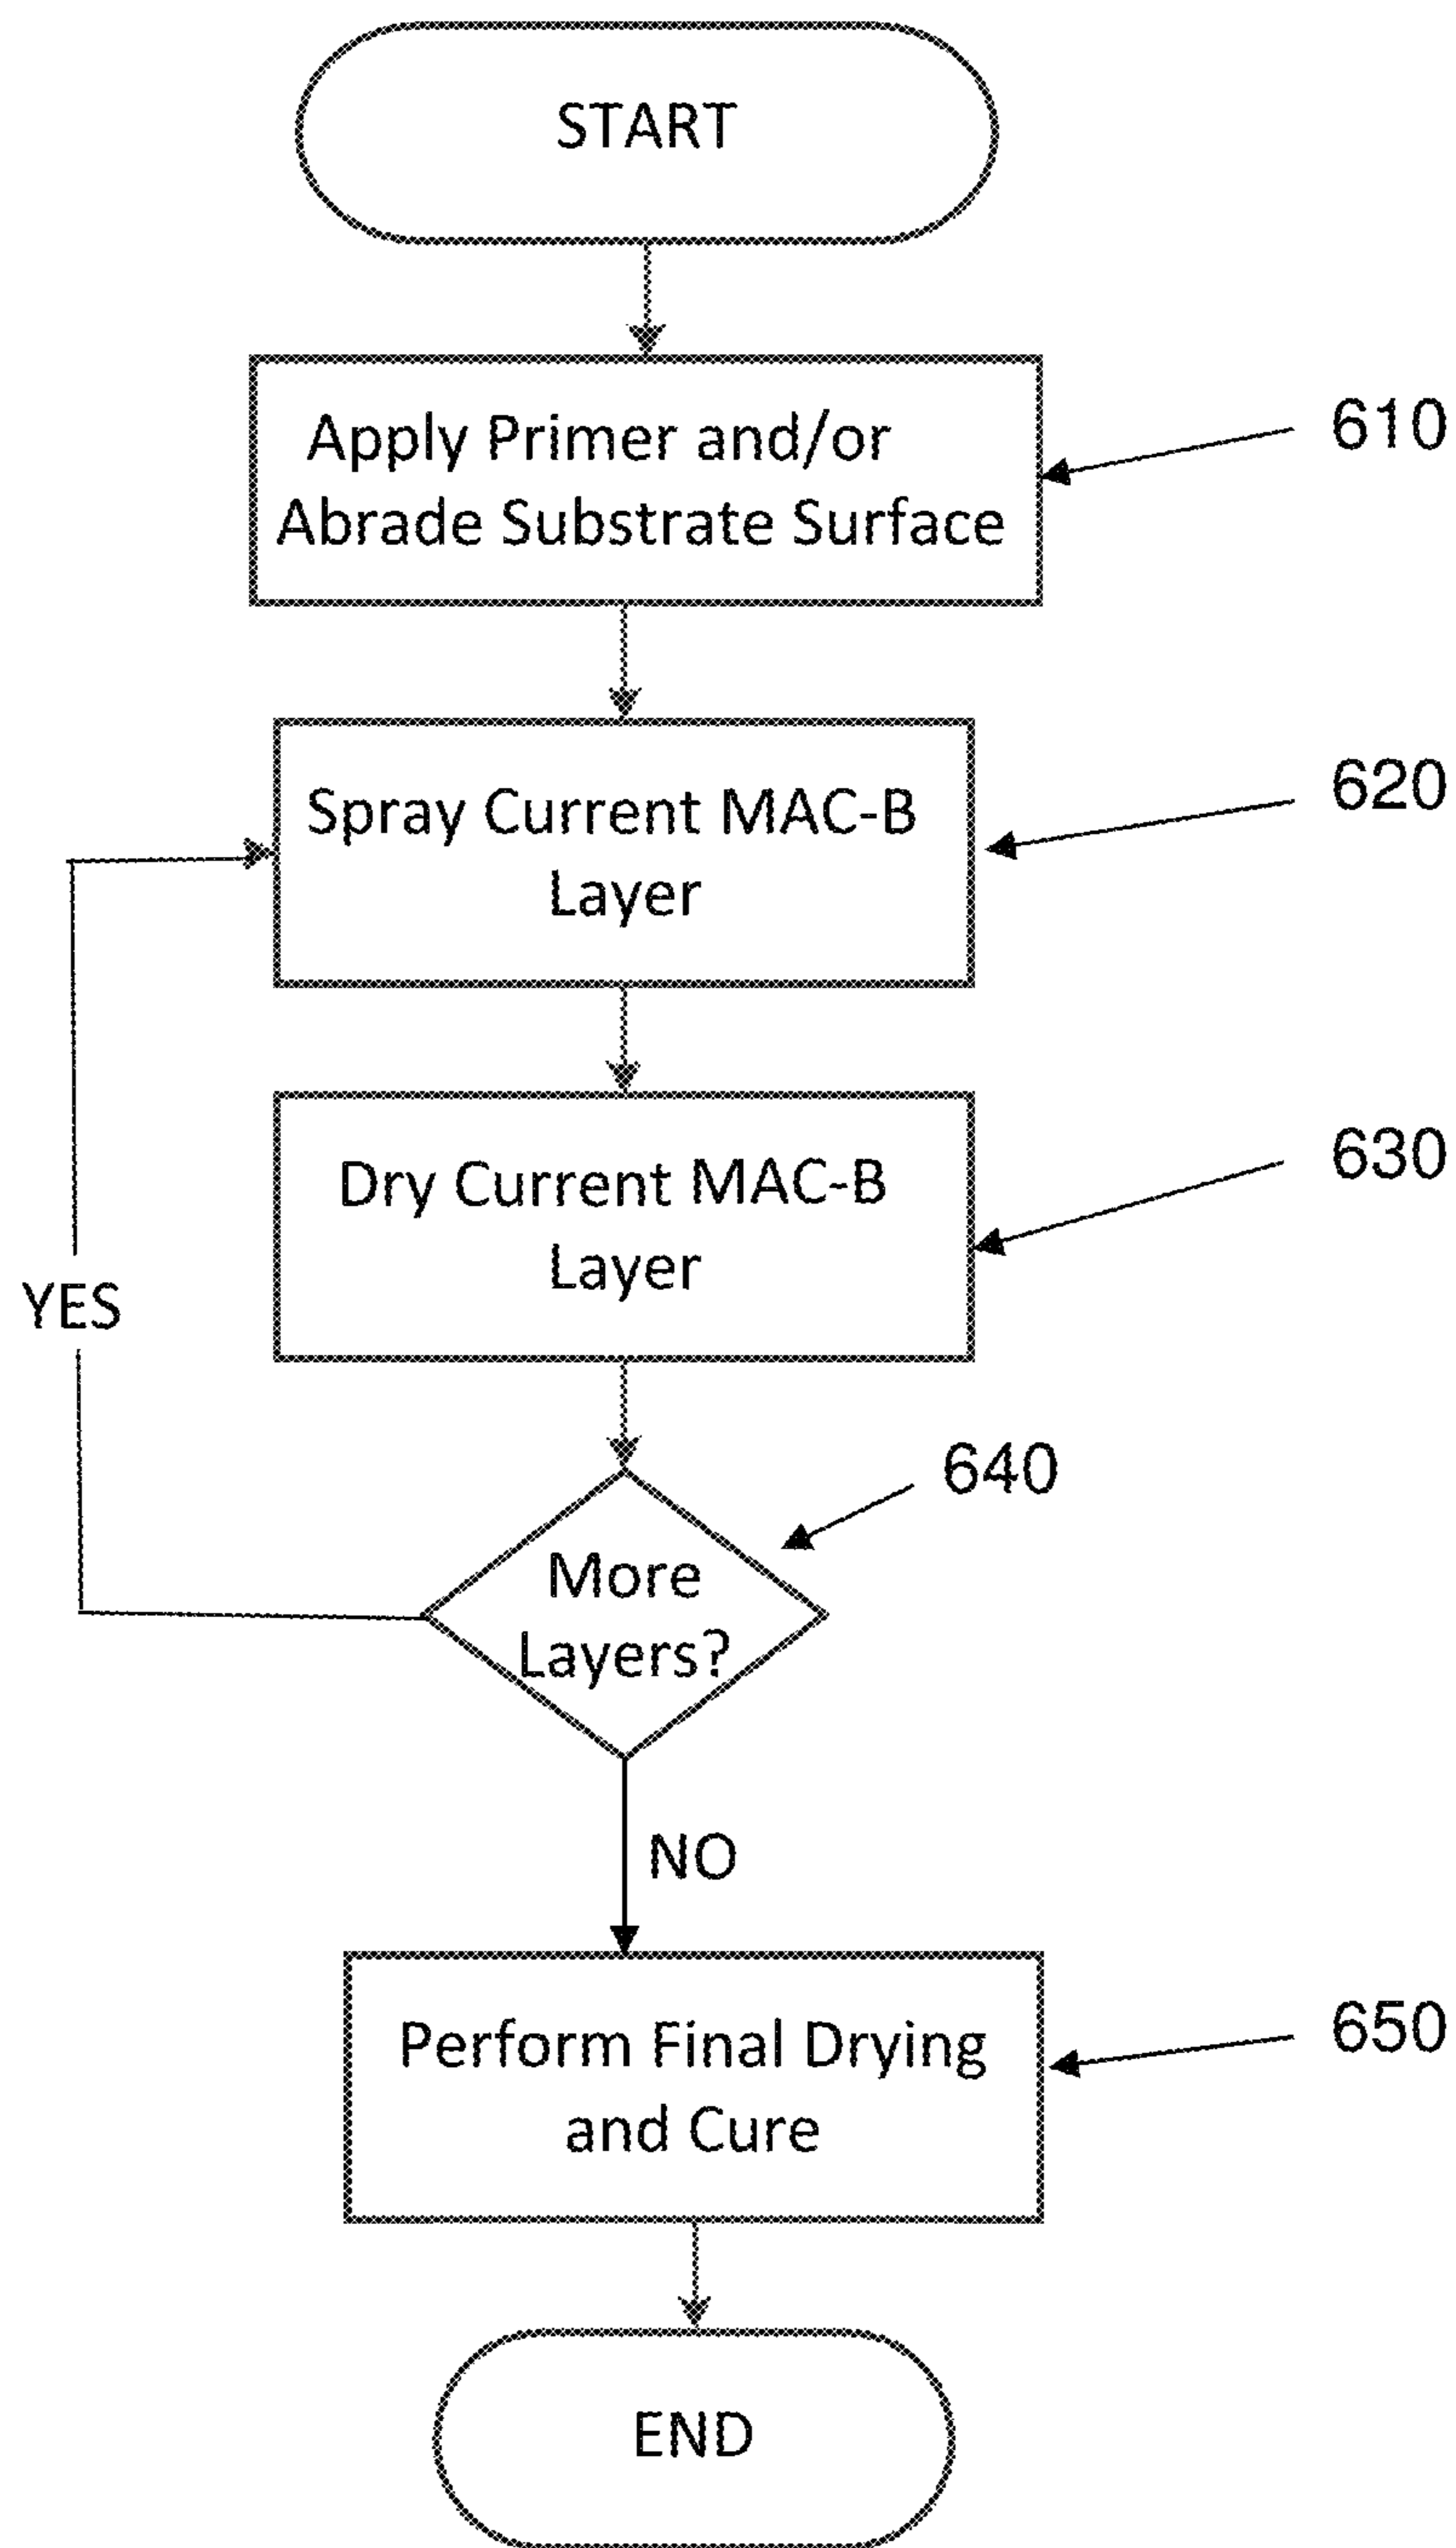 START
Apply Primer and/or
Abrade Substrate Surface
610
Spray Current MAC-B
Layer
620
Dry Current MAC-B
Layer
630
YES
640
More
Layers?
NO
Perform Final Drying
and Cure
650
END